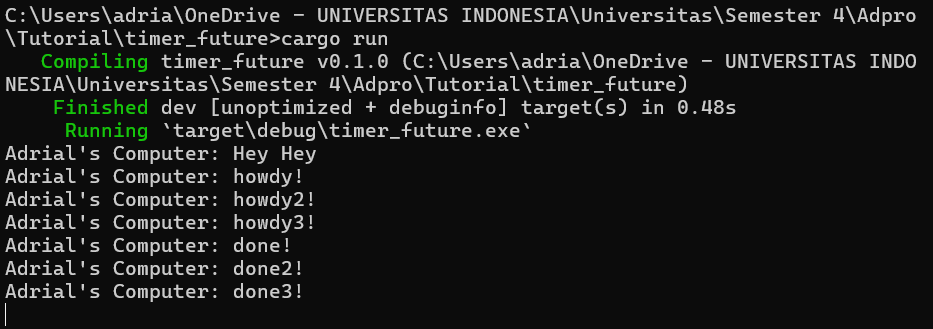 C:\Users\adria\OneDrive - UNIVERSITAS INDONESIA\Universitas\Semester 4\Adpro
\Tutorial\timer_future>cargo run
   Compiling timer_future v0.1.0 (C:\Users\adria\OneDrive - UNIVERSITAS INDO
NESIA\Universitas\Semester 4\Adpro\Tutorial\timer_future)
    Finished dev [unoptimized + debuginfo] target(s) in 0.48s
     Running `target\debug\timer_future.exe`
Adrial's Computer: Hey Hey
Adrial's Computer: howdy!
Adrial's Computer: howdy2!
Adrial's Computer: howdy3!
Adrial's Computer: done!
Adrial's Computer: done2!
Adrial's Computer: done3!